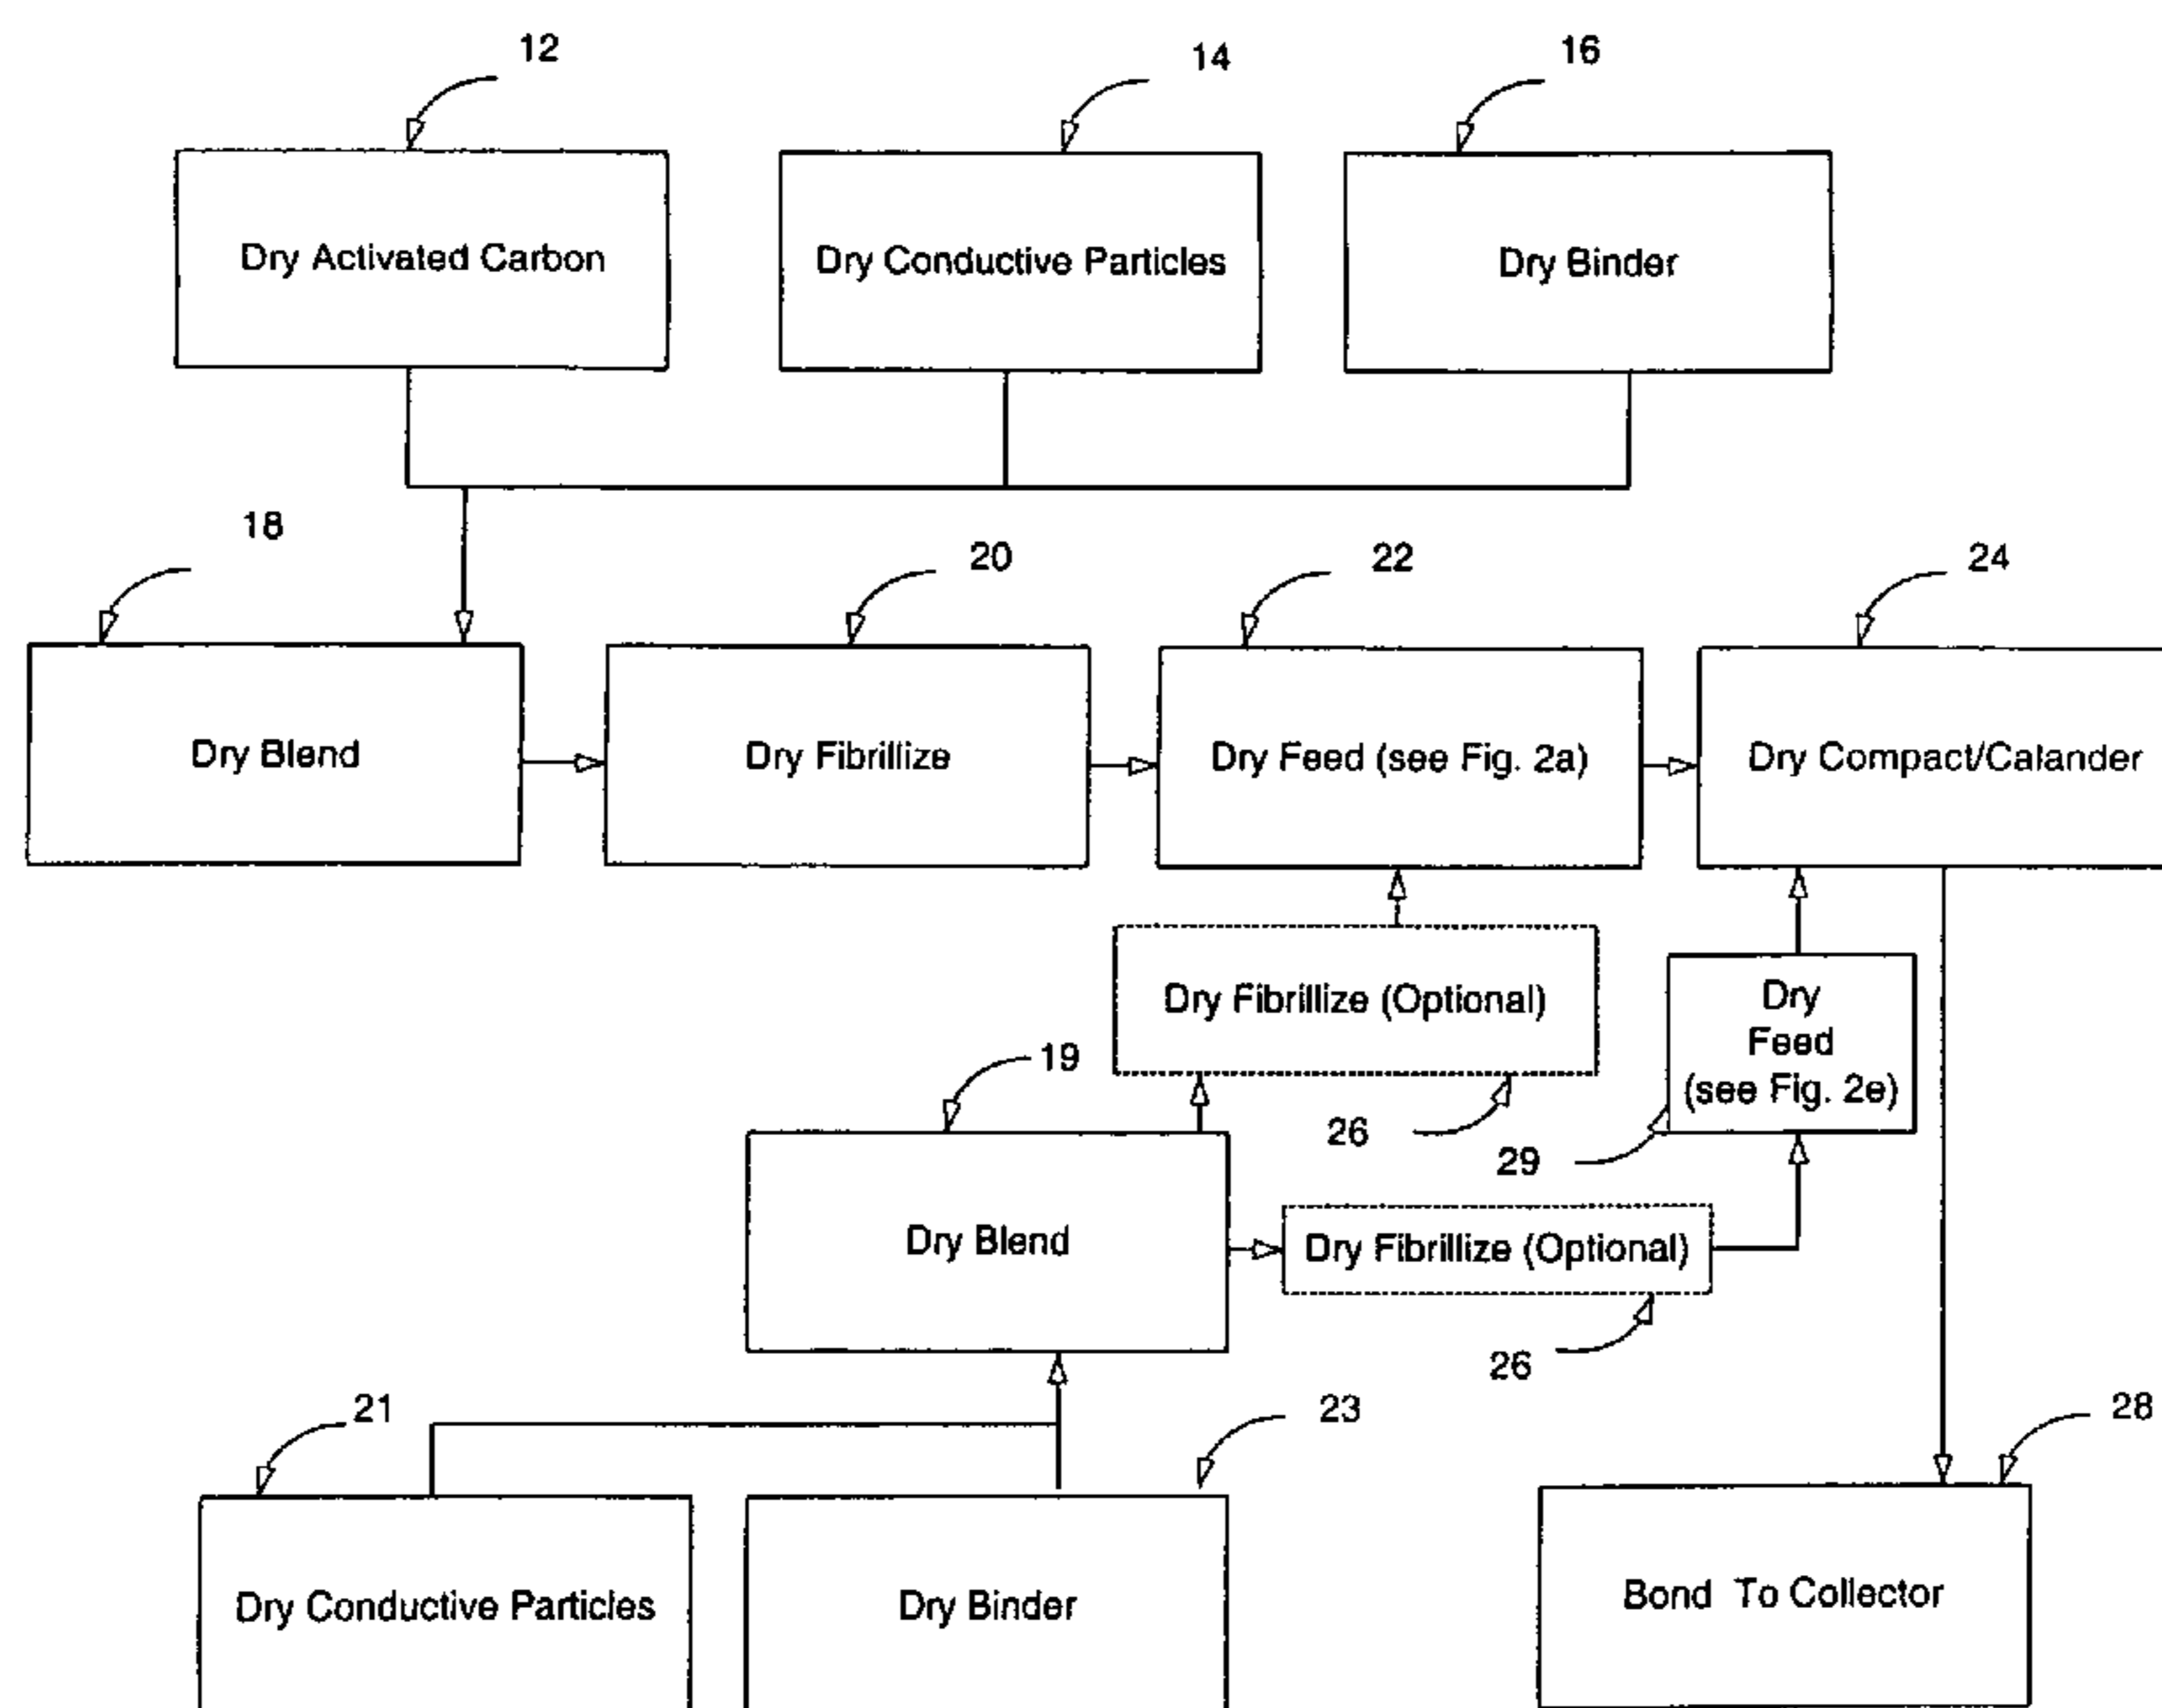 12
14
16
Dry Activated Carbon
Dry Conductive Particles
Dry Binder
18
20
22
24
Dry Blend
Dry Fibrillize
Dry Feed (see Fig. 2a)
Dry Compact/Calander
Dry Fibrillize (Optional)
26
Dry
Feed
(see Fig. 2e)
29
19
Dry Blend
Dry Fibrillize (Optional)
26
21
23
28
Dry Conductive Particles
Dry Binder
Bond To Collector